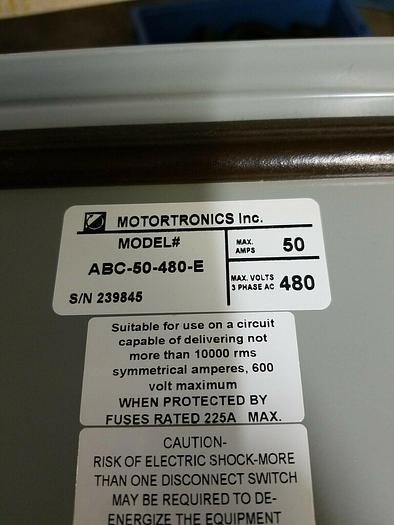 MOTORTRONICS Inc.
MODEL#
ABC-50-480-E
S/N 239845
MAX. AMPS 50
MAX. VOLTS
3 PHASE AC 480
Suitable for use on a circuit
capable of delivering not
more than 10000 rms
symmetrical amperes, 600
volt maximum
WHEN PROTECTED BY
FUSES RATED 225A MAX.
CAUTION-
RISK OF ELECTRIC SHOCK-MORE
THAN ONE DISCONNECT SWITCH
MAY BE REQUIRED TO DE-
ENERGIZE THE EQUIPMENT